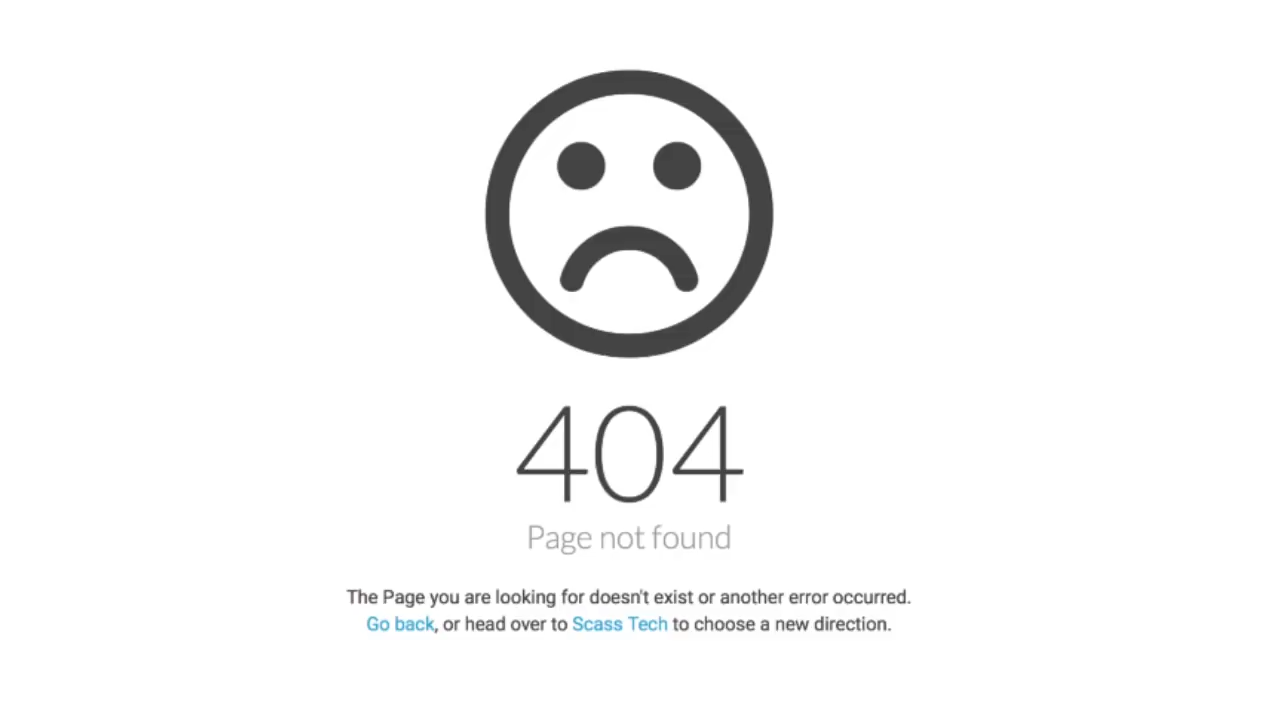 404
Page not found
The Page you are looking for doesn't exist or another error occurred.
Go back, or head over to Scass Tech to choose a new direction.